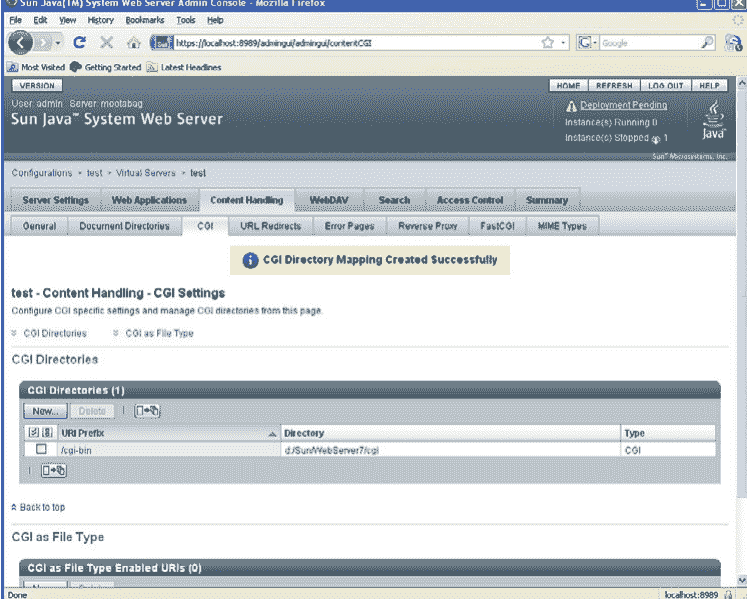 Sun Java(TM) System Web Server Admin Console - Mozilla Firefox
File Edit View History Bookmarks Tools Help
https://localhost:8989/admingui/admingui/contentCGI
Google
Most Visited Getting Started Latest Headlines
VERSION HOME REFRESH LOG OUT HELP
User: admin Server: mootabag
Sun Java™ System Web Server
Deployment Pending
Instance(s) Running 0
Instance(s) Stopped 1
Java™
Sun™ Microsystems, Inc.
Configurations > test > Virtual Servers > test
Server Settings Web Applications Content Handling WebDAV Search Access Control Summary
General Document Directories CGI URL Redirects Error Pages Reverse Proxy FastCGI MIME Types
CGI Directory Mapping Created Successfully
test - Content Handling - CGI Settings
Configure CGI specific settings and manage CGI directories from this page.
CGI Directories CGI as File Type
CGI Directories
CGI Directories (1)
New... Delete
URI Prefix Directory Type
/cgi-bin d:/Sun/WebServer7/cgi CGI
Back to top
CGI as File Type
CGI as File Type Enabled URIs (0)
Done localhost:8989